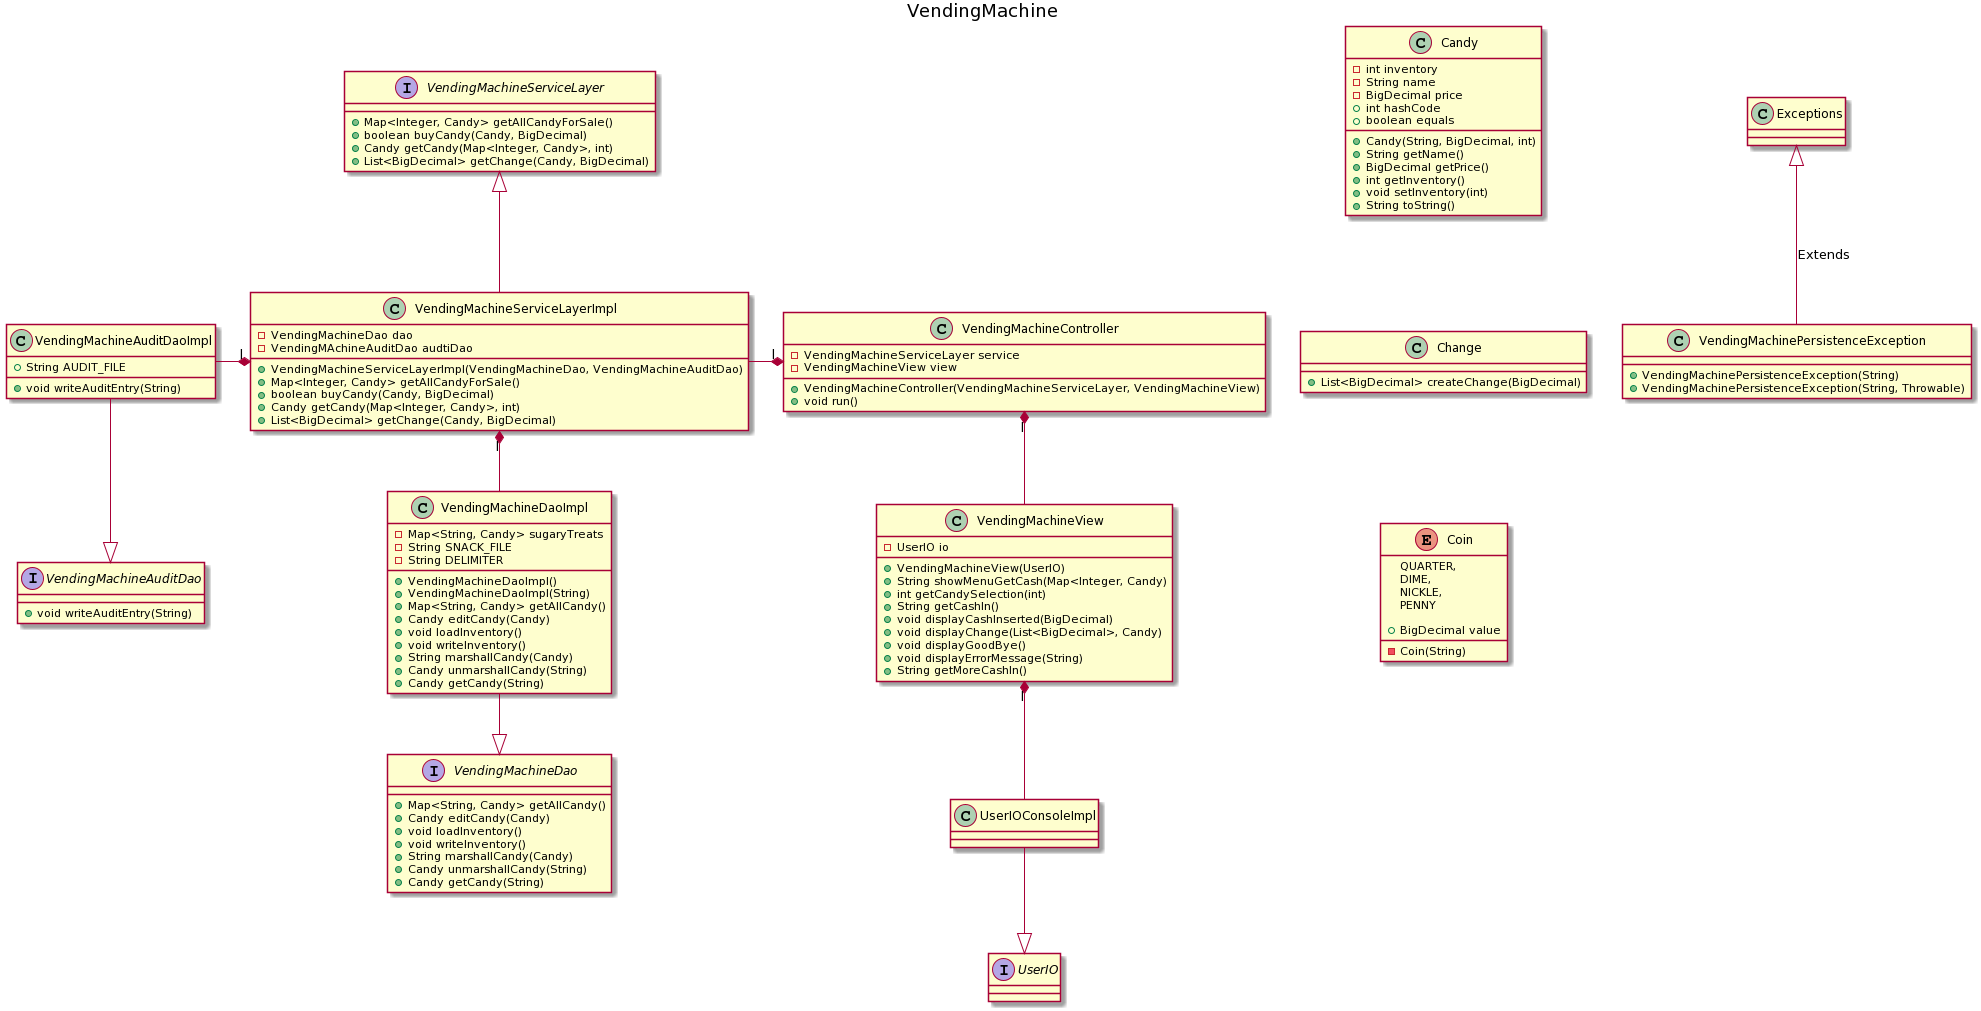 VendingMachine
I VendingMachineServiceLayer
Map<Integer, Candy> getAllCandyForSale()
boolean buyCandy(Candy, BigDecimal)
Candy getCandy(Map<Integer, Candy>, int)
List<BigDecimal> getChange(Candy, BigDecimal)
C Candy
int inventory
String name
BigDecimal price
int hashCode
boolean equals
Candy(String, BigDecimal, int)
String getName()
BigDecimal getPrice()
int getInventory()
void setInventory(int)
String toString()
C Exceptions
Extends
C VendingMachineAuditDaoImpl
String AUDIT_FILE
void writeAuditEntry(String)
1
C VendingMachineServiceLayerImpl
VendingMachineDao dao
VendingMAchineAuditDao audtiDao
VendingMachineServiceLayerImpl(VendingMachineDao, VendingMachineAuditDao)
Map<Integer, Candy> getAllCandyForSale()
boolean buyCandy(Candy, BigDecimal)
Candy getCandy(Map<Integer, Candy>, int)
List<BigDecimal> getChange(Candy, BigDecimal)
1
1
C VendingMachineController
VendingMachineServiceLayer service
VendingMachineView view
VendingMachineController(VendingMachineServiceLayer, VendingMachineView)
void run()
1
C Change
List<BigDecimal> createChange(BigDecimal)
C VendingMachinePersistenceException
VendingMachinePersistenceException(String)
VendingMachinePersistenceException(String, Throwable)
I VendingMachineAuditDao
void writeAuditEntry(String)
C VendingMachineDaoImpl
Map<String, Candy> sugaryTreats
String SNACK_FILE
String DELIMITER
VendingMachineDaoImpl()
VendingMachineDaoImpl(String)
Map<String, Candy> getAllCandy()
Candy editCandy(Candy)
void loadInventory()
void writeInventory()
String marshallCandy(Candy)
Candy unmarshallCandy(String)
Candy getCandy(String)
C VendingMachineView
UserIO io
VendingMachineView(UserIO)
String showMenuGetCash(Map<Integer, Candy)
int getCandySelection(int)
String getCashIn()
void displayCashInserted(BigDecimal)
void displayChange(List<BigDecimal>, Candy)
void displayGoodBye()
void displayErrorMessage(String)
String getMoreCashIn()
1
E Coin
QUARTER,
DIME,
NICKLE,
PENNY
BigDecimal value
Coin(String)
I VendingMachineDao
Map<String, Candy> getAllCandy()
Candy editCandy(Candy)
void loadInventory()
void writeInventory()
String marshallCandy(Candy)
Candy unmarshallCandy(String)
Candy getCandy(String)
C UserIOConsoleImpl
I UserIO